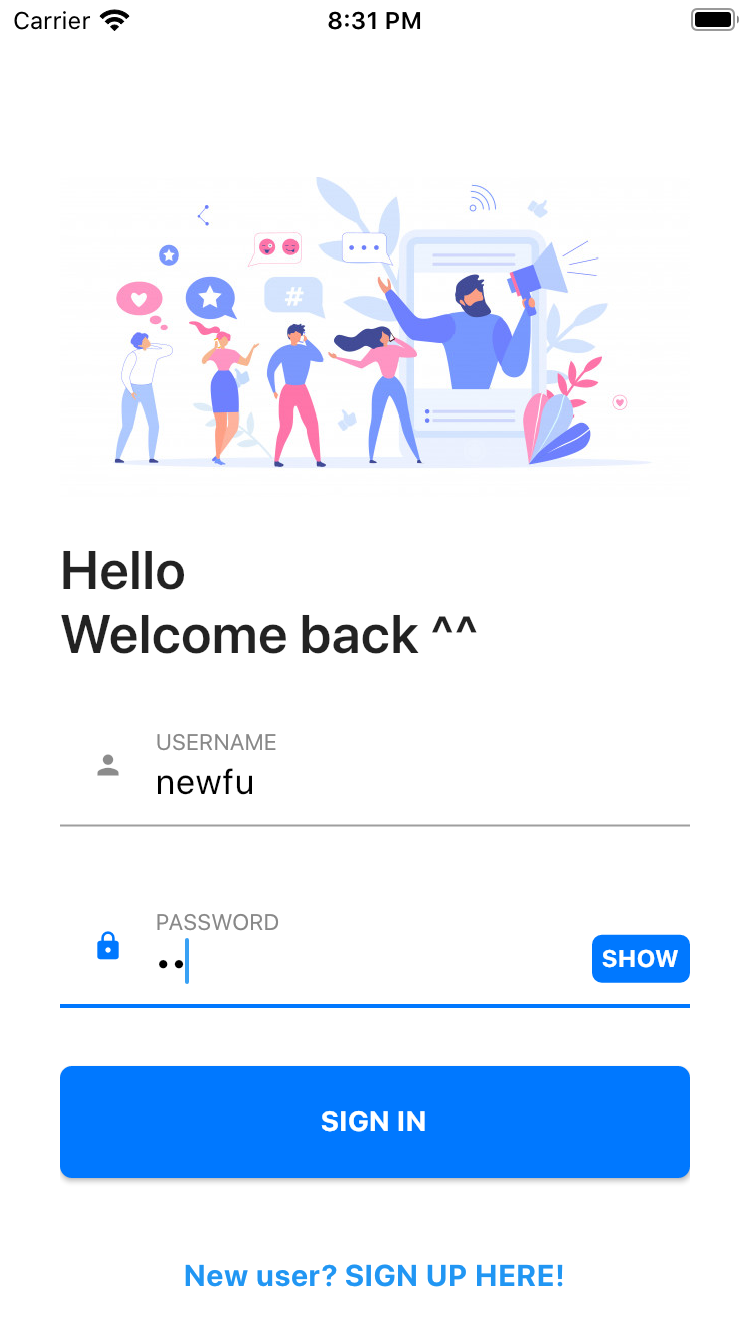 Carrier 8:31 PM
#
Hello
Welcome back ^^
USERNAME
newfu
PASSWORD
••
SHOW
SIGN IN
New user? SIGN UP HERE!